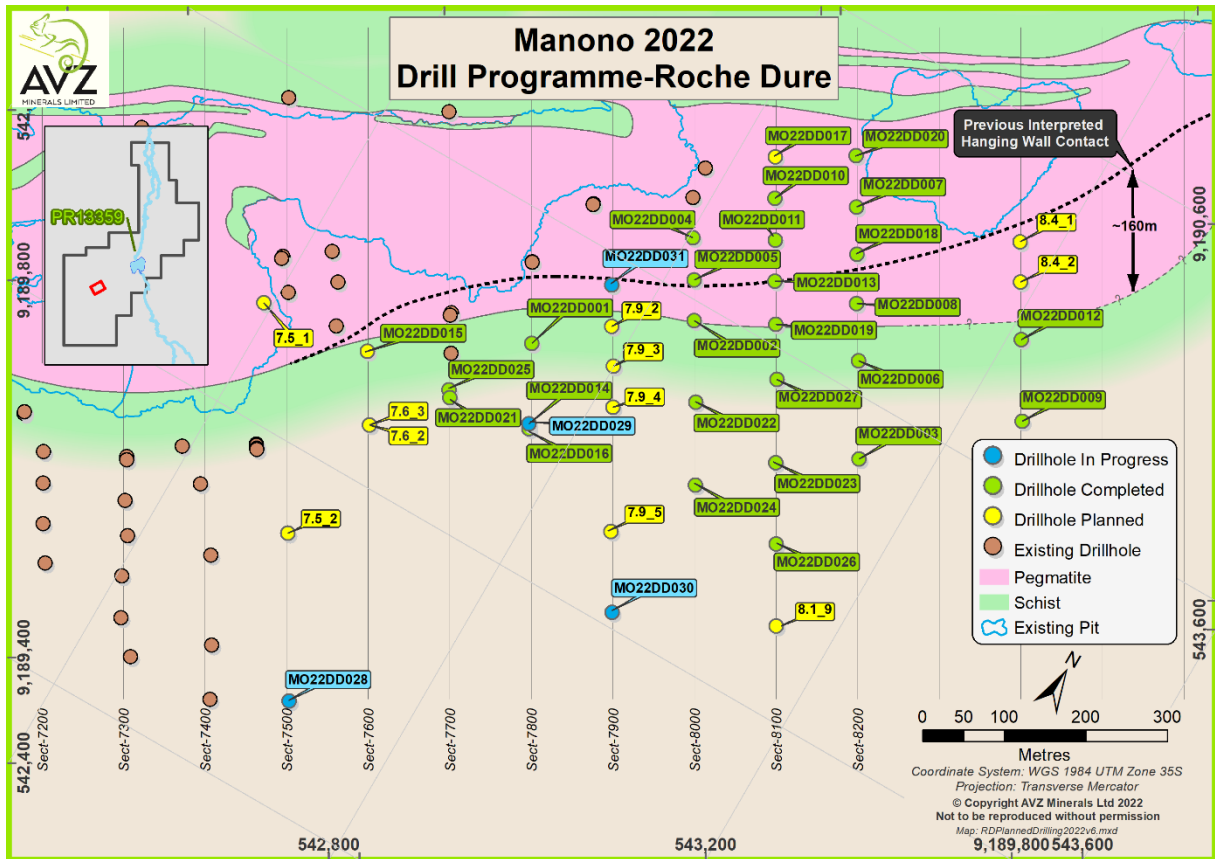 AVZ
MINERALS LIMITED
Manono 2022
Drill Programme-Roche Dure
542,
PR13359
9,189,800
9,189,400
542,400
Previous Interpreted
Hanging Wall Contact
~160m
9,190,600
543,600
MO22DD017
MO22DD020
MO22DD010
MO22DD007
MO22DD004
MO22DD011
MO22DD018
8.4_1
MO22DD031
MO22DD005
8.4_2
MO22DD013
7.5_1
MO22DD001
7.9_2
MO22DD008
MO22DD015
MO22DD002
MO22DD019
MO22DD012
?
?
?
7.9_3
MO22DD025
MO22DD014
MO22DD006
7.9_4
MO22DD027
MO22DD009
7.6_3
MO22DD021
MO22DD029
MO22DD022
7.6_2
MO22DD016
MO22DD003
MO22DD023
MO22DD024
7.5_2
7.9_5
MO22DD026
MO22DD030
8.1_9
MO22DD028
Sect-7200
Sect-7300
Sect-7400
Sect-7500
Sect-7600
Sect-7700
Sect-7800
Sect-7900
Sect-8000
Sect-8100
Sect-8200
Drillhole In Progress
Drillhole Completed
Drillhole Planned
Existing Drillhole
Pegmatite
Schist
Existing Pit
N
0 50 100 200 300
Metres
Coordinate System: WGS 1984 UTM Zone 35S
Projection: Transverse Mercator
© Copyright AVZ Minerals Ltd 2022
Not to be reproduced without permission
Map: RDPlannedDrilling2022v6.mxd
542,800
543,200
9,189,800
543,600